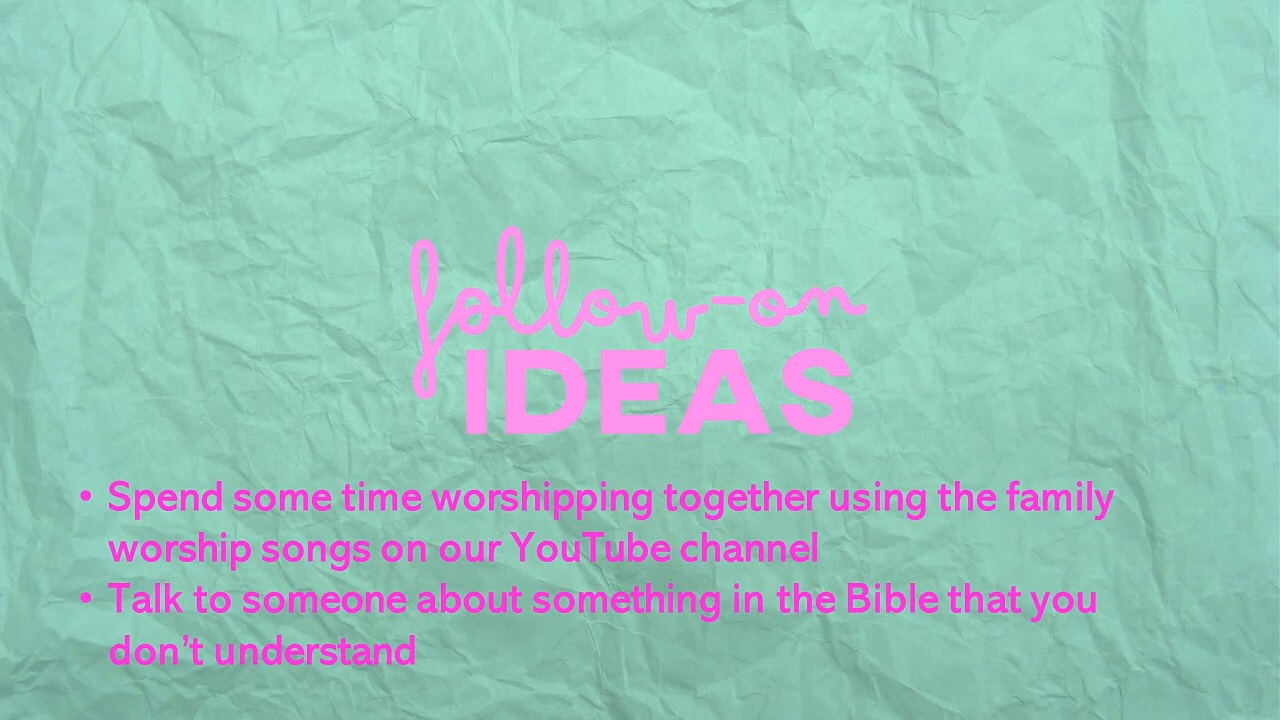 follow-on
IDEAS
• Spend some time worshipping together using the family
worship songs on our YouTube channel
• Talk to someone about something in the Bible that you
don’t understand